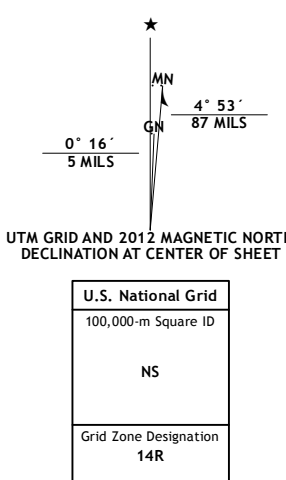 ★
MN
GN
4° 53´
87 MILS
0° 16´
5 MILS
UTM GRID AND 2012 MAGNETIC NORT
DECLINATION AT CENTER OF SHEET
U.S. National Grid
100,000-m Square ID
NS
Grid Zone Designation
14R